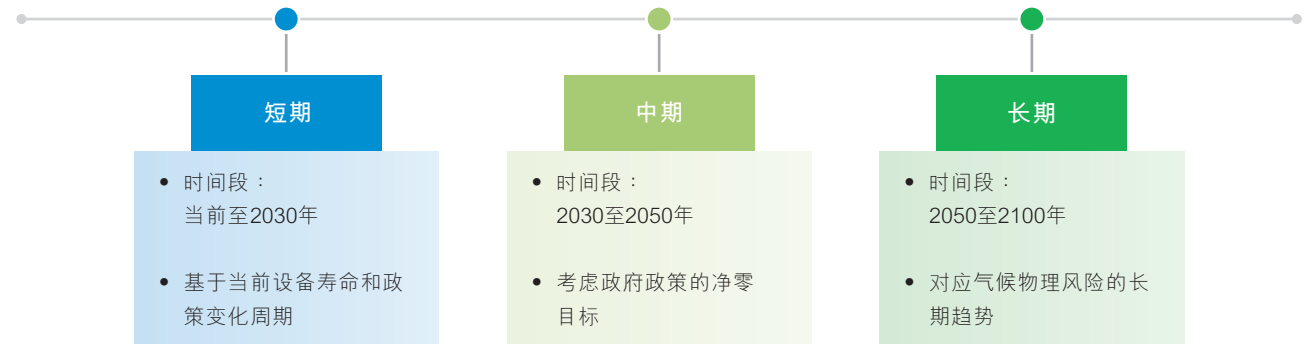 短期
时间段：
当前至2030年
基于当前设备寿命和政
策变化周期
中期
时间段：
2030至2050年
考虑政府政策的净零
目标
长期
时间段：
2050至2100年
对应气候物理风险的长
期趋势